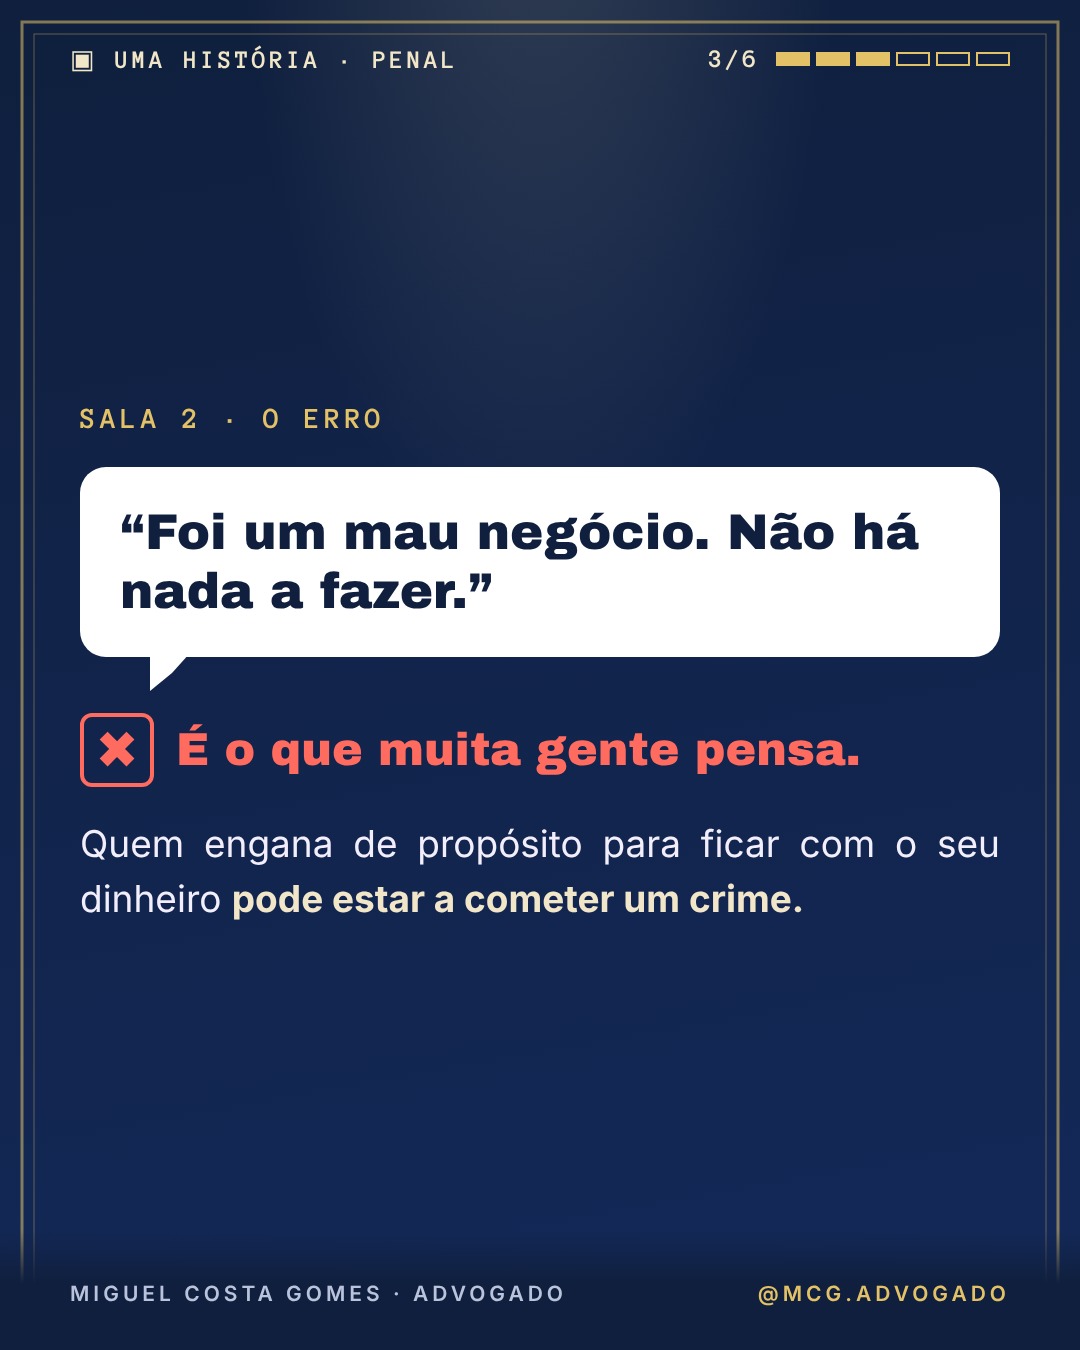 ▣ UMA HISTÓRIA · PENAL
3/6
SALA 2 · O ERRO
“Foi um mau negócio. Não há
nada a fazer.”
✖ É o que muita gente pensa.
Quem engana de propósito para ficar com o seu
dinheiro pode estar a cometer um crime.
MIGUEL COSTA GOMES · ADVOGADO
@MCG.ADVOGADO